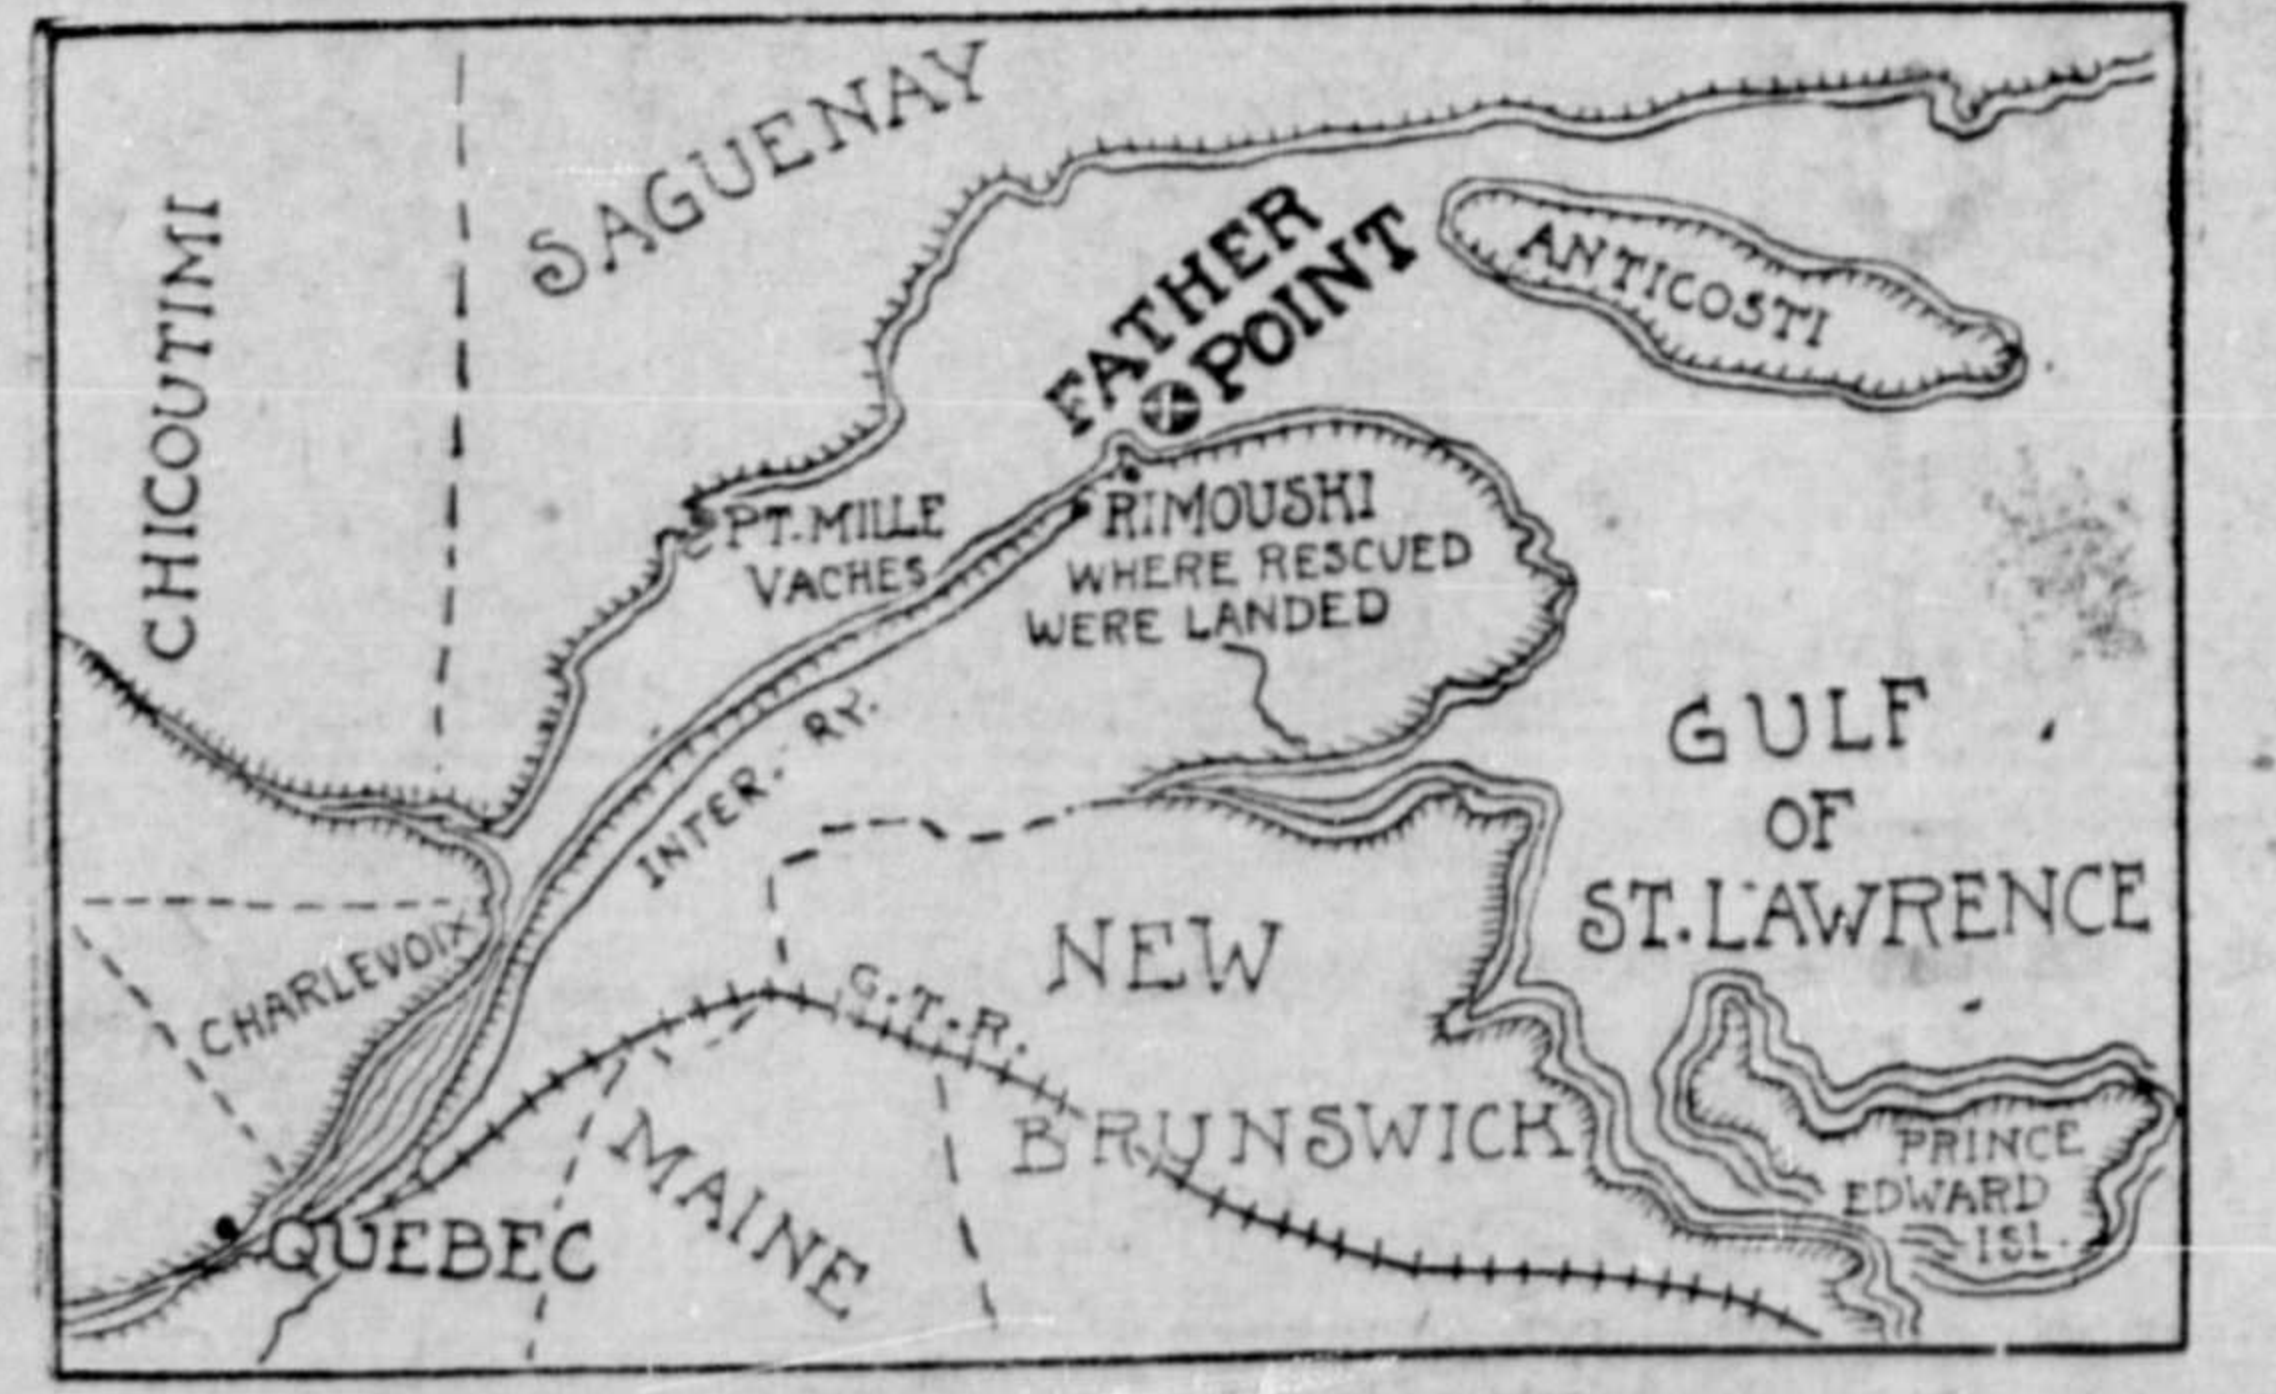 SAGUENAY
CHICOUTIMI
FATHER
POINT
ANTICOSTI
PT. MILLE
VACHES
RIMOUSKI
WHERE RESCUED
WERE LANDED
INTER. RY.
GULF
OF
ST. LAWRENCE
CHARLEVOIX
G.T.R.
NEW
BRUNSWICK
MAINE
QUEBEC
PRINCE
EDWARD
ISL.